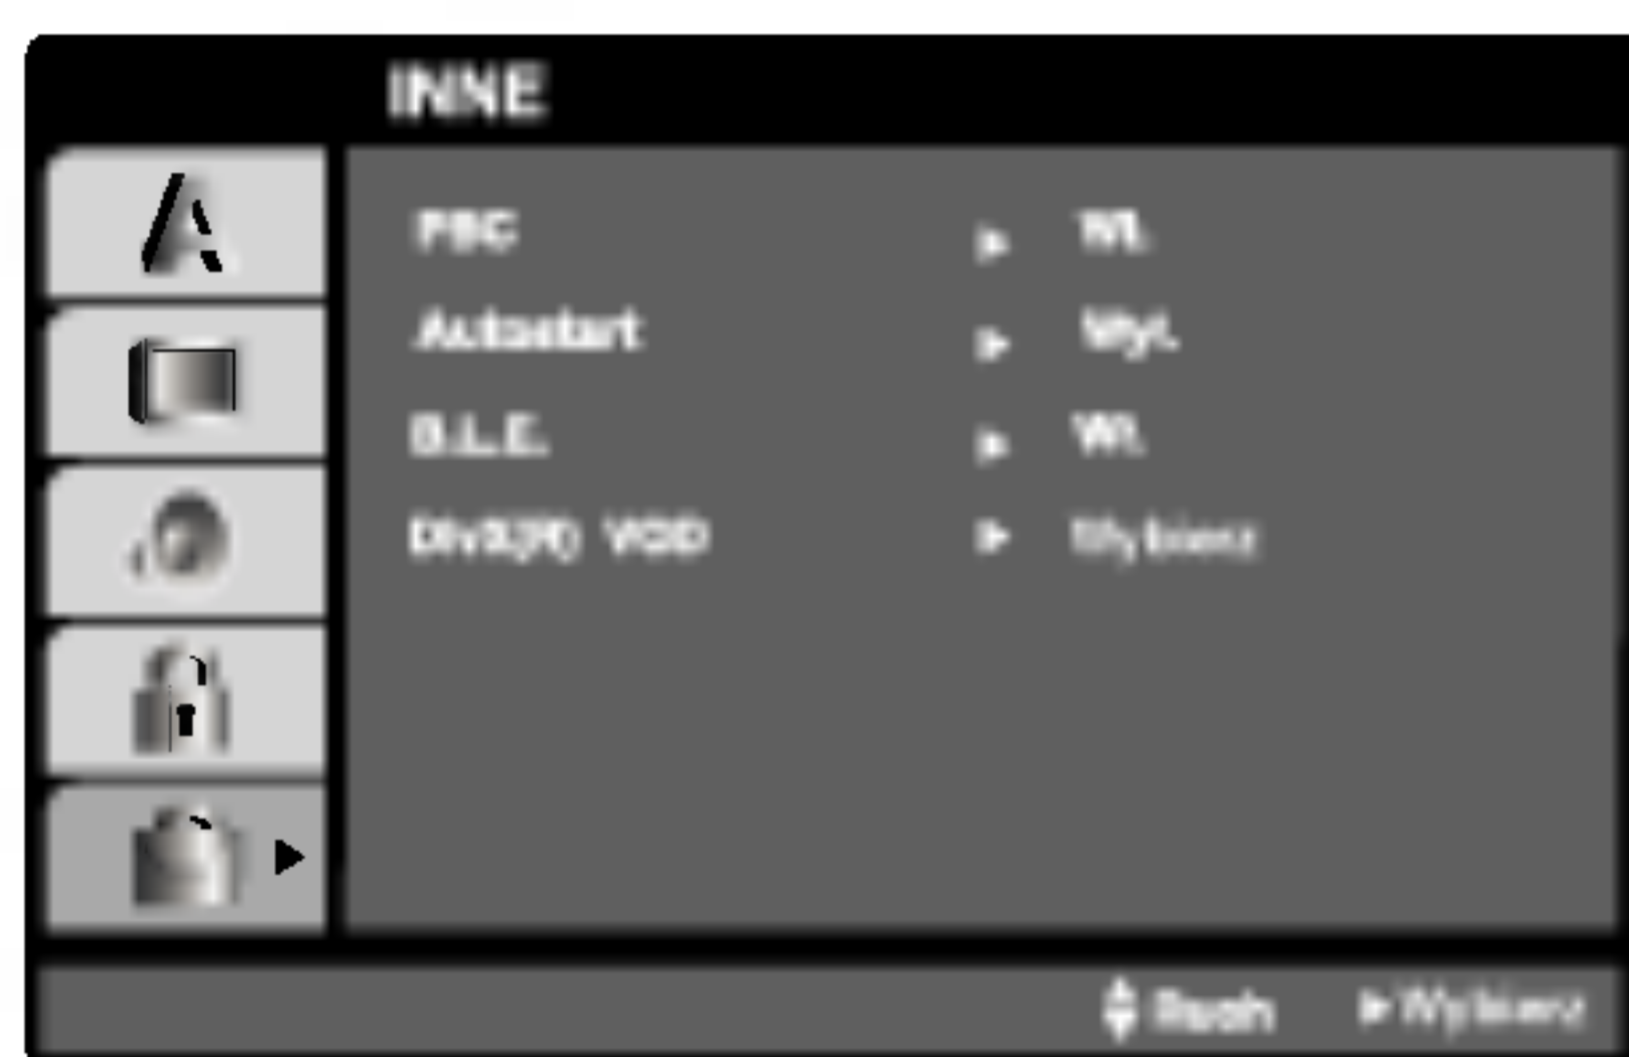 INNE
PBC Wł.
Autostart Wył.
B.L.E. Wł.
DivX(R) VOD Wybierz
Ruch Wybierz